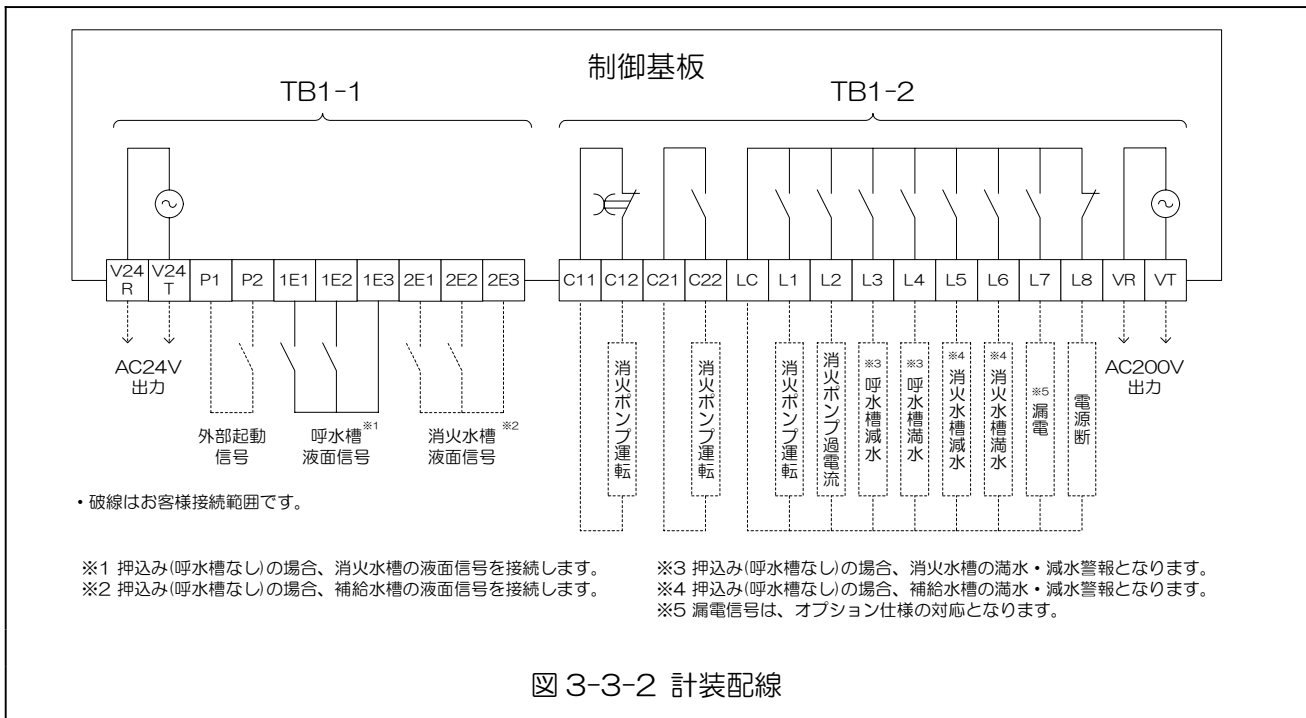 制御基板
TB1-1
TB1-2
V24 R
V24 T
P1
P2
1E1
1E2
1E3
2E1
2E2
2E3
C11
C12
C21
C22
LC
L1
L2
L3
L4
L5
L6
L7
L8
VR
VT
AC24V
出力
外部起動
信号
呼水槽※1
液面信号
消火水槽※2
液面信号
消火ポンプ運転
消火ポンプ運転
消火ポンプ運転
消火ポンプ過電流
※3 呼水槽減水
※3 呼水槽満水
※4 消火水槽減水
※4 消火水槽満水
※5 漏電
電源断
AC200V
出力
・破線はお客様接続範囲です。
※1 押込み(呼水槽なし)の場合、消火水槽の液面信号を接続します。
※2 押込み(呼水槽なし)の場合、補給水槽の液面信号を接続します。
※3 押込み(呼水槽なし)の場合、消火水槽の満水・減水警報となります。
※4 押込み(呼水槽なし)の場合、補給水槽の満水・減水警報となります。
※5 漏電信号は、オプション仕様の対応となります。
図 3-3-2 計装配線